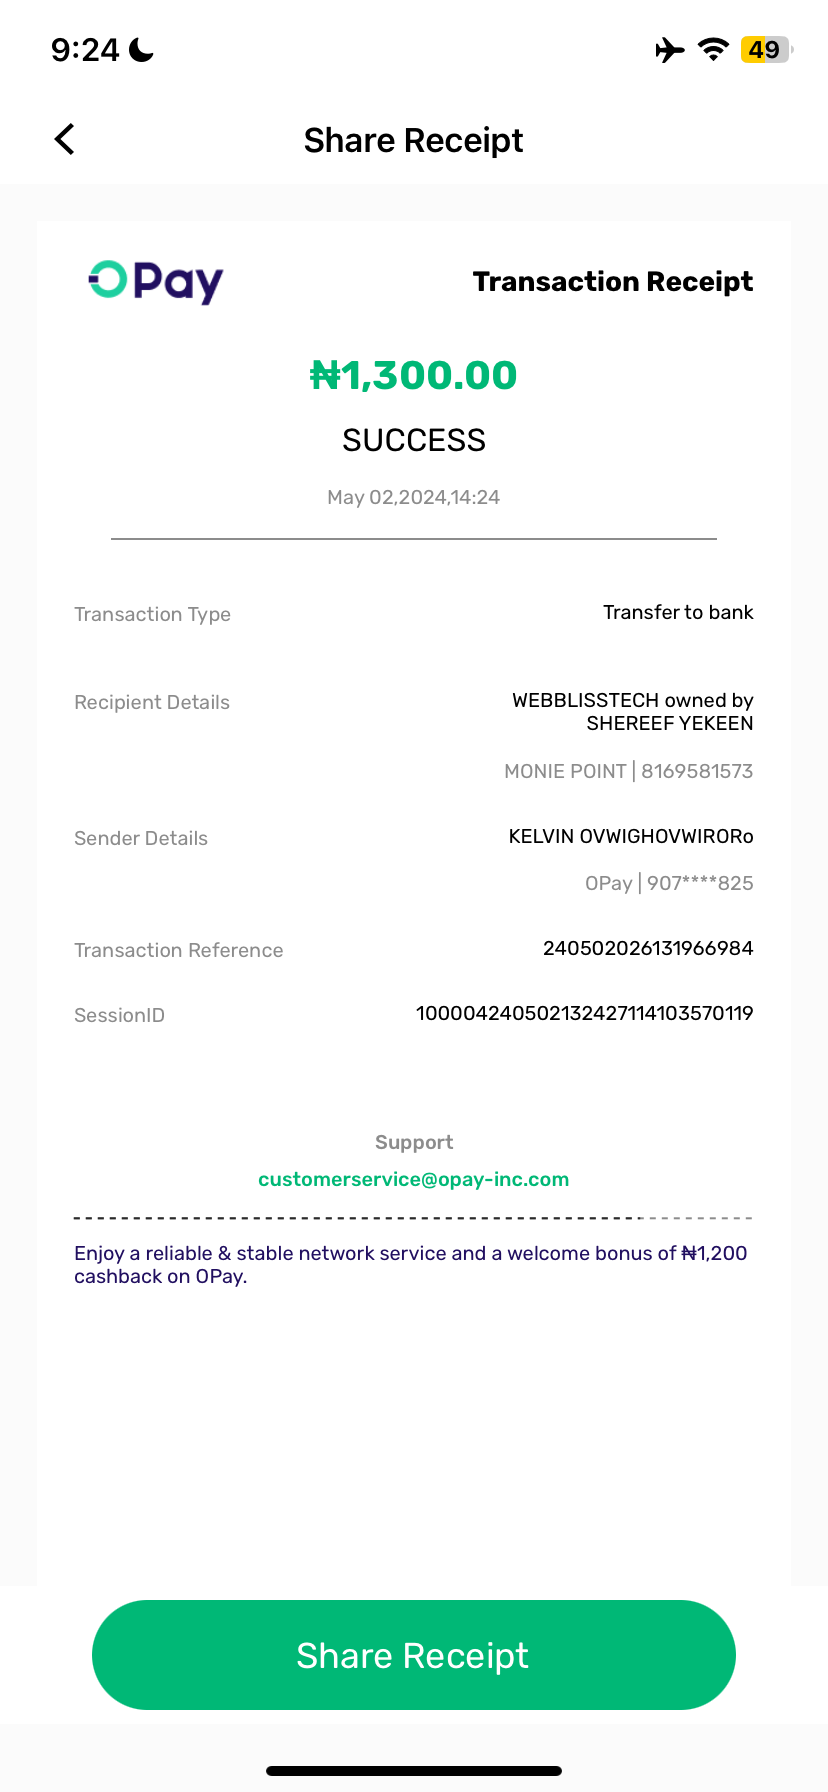 9:24
49
Share Receipt
OPay
Transaction Receipt
₦1,300.00
SUCCESS
May 02,2024,14:24
Transaction Type
Transfer to bank
Recipient Details
WEBBLISSTECH owned by
SHEREEF YEKEEN
MONIE POINT | 8169581573
Sender Details
KELVIN OVWIGHOVWIRORo
OPay | 907****825
Transaction Reference
240502026131966984
SessionID
100004240502132427114103570119
Support
customerservice@opay-inc.com
Enjoy a reliable & stable network service and a welcome bonus of ₦1,200
cashback on OPay.
Share Receipt